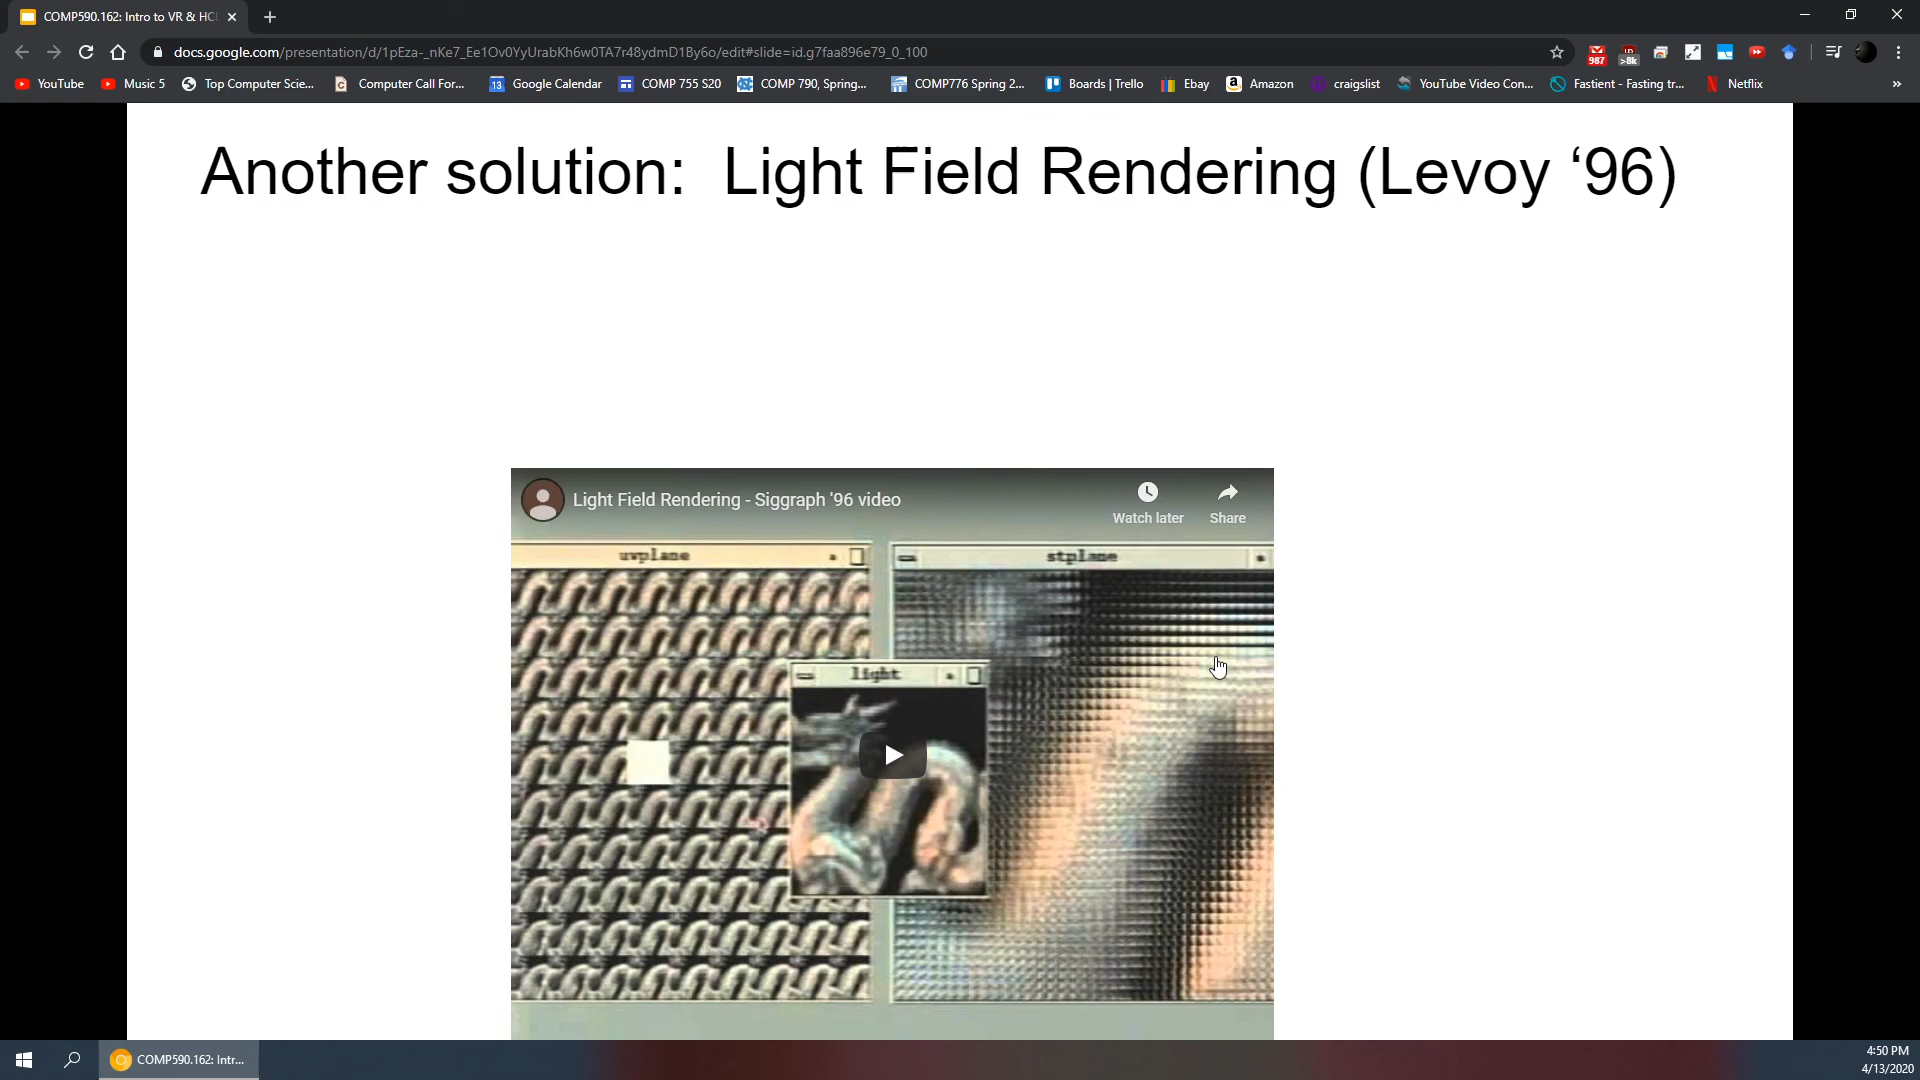 COMP590.162: Intro to VR & HCI
docs.google.com/presentation/d/1pEza-_nKe7_Ee1Ov0YyUrabKh6w0TA7r48ydmD1By6o/edit#slide=id.g7faa896e79_0_100
987
>8k
YouTube
Music 5
Top Computer Scie...
Computer Call For...
13
Google Calendar
COMP 755 S20
COMP 790, Spring...
COMP776 Spring 2...
Boards | Trello
Ebay
Amazon
craigslist
YouTube Video Con...
Fastient - Fasting tr...
Netflix
»
Another solution: Light Field Rendering (Levoy ‘96)
Light Field Rendering - Siggraph '96 video
Watch later
Share
uvplane
stplane
light
COMP590.162: Intr...
4:50 PM
4/13/2020